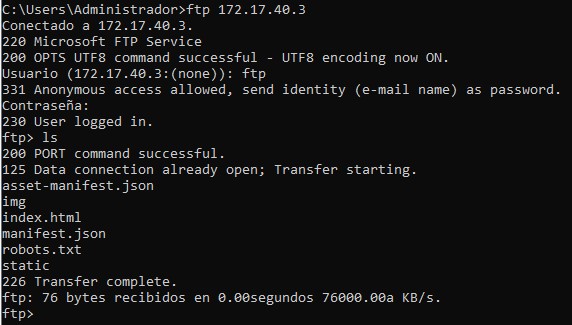 C:\Users\Administrador>ftp 172.17.40.3
Conectado a 172.17.40.3.
220 Microsoft FTP Service
200 OPTS UTF8 command successful - UTF8 encoding now ON.
Usuario (172.17.40.3:(none)): ftp
331 Anonymous access allowed, send identity (e-mail name) as password.
Contraseña:
230 User logged in.
ftp> ls
200 PORT command successful.
125 Data connection already open; Transfer starting.
asset-manifest.json
img
index.html
manifest.json
robots.txt
static
226 Transfer complete.
ftp: 76 bytes recibidos en 0.00segundos 76000.00a KB/s.
ftp>